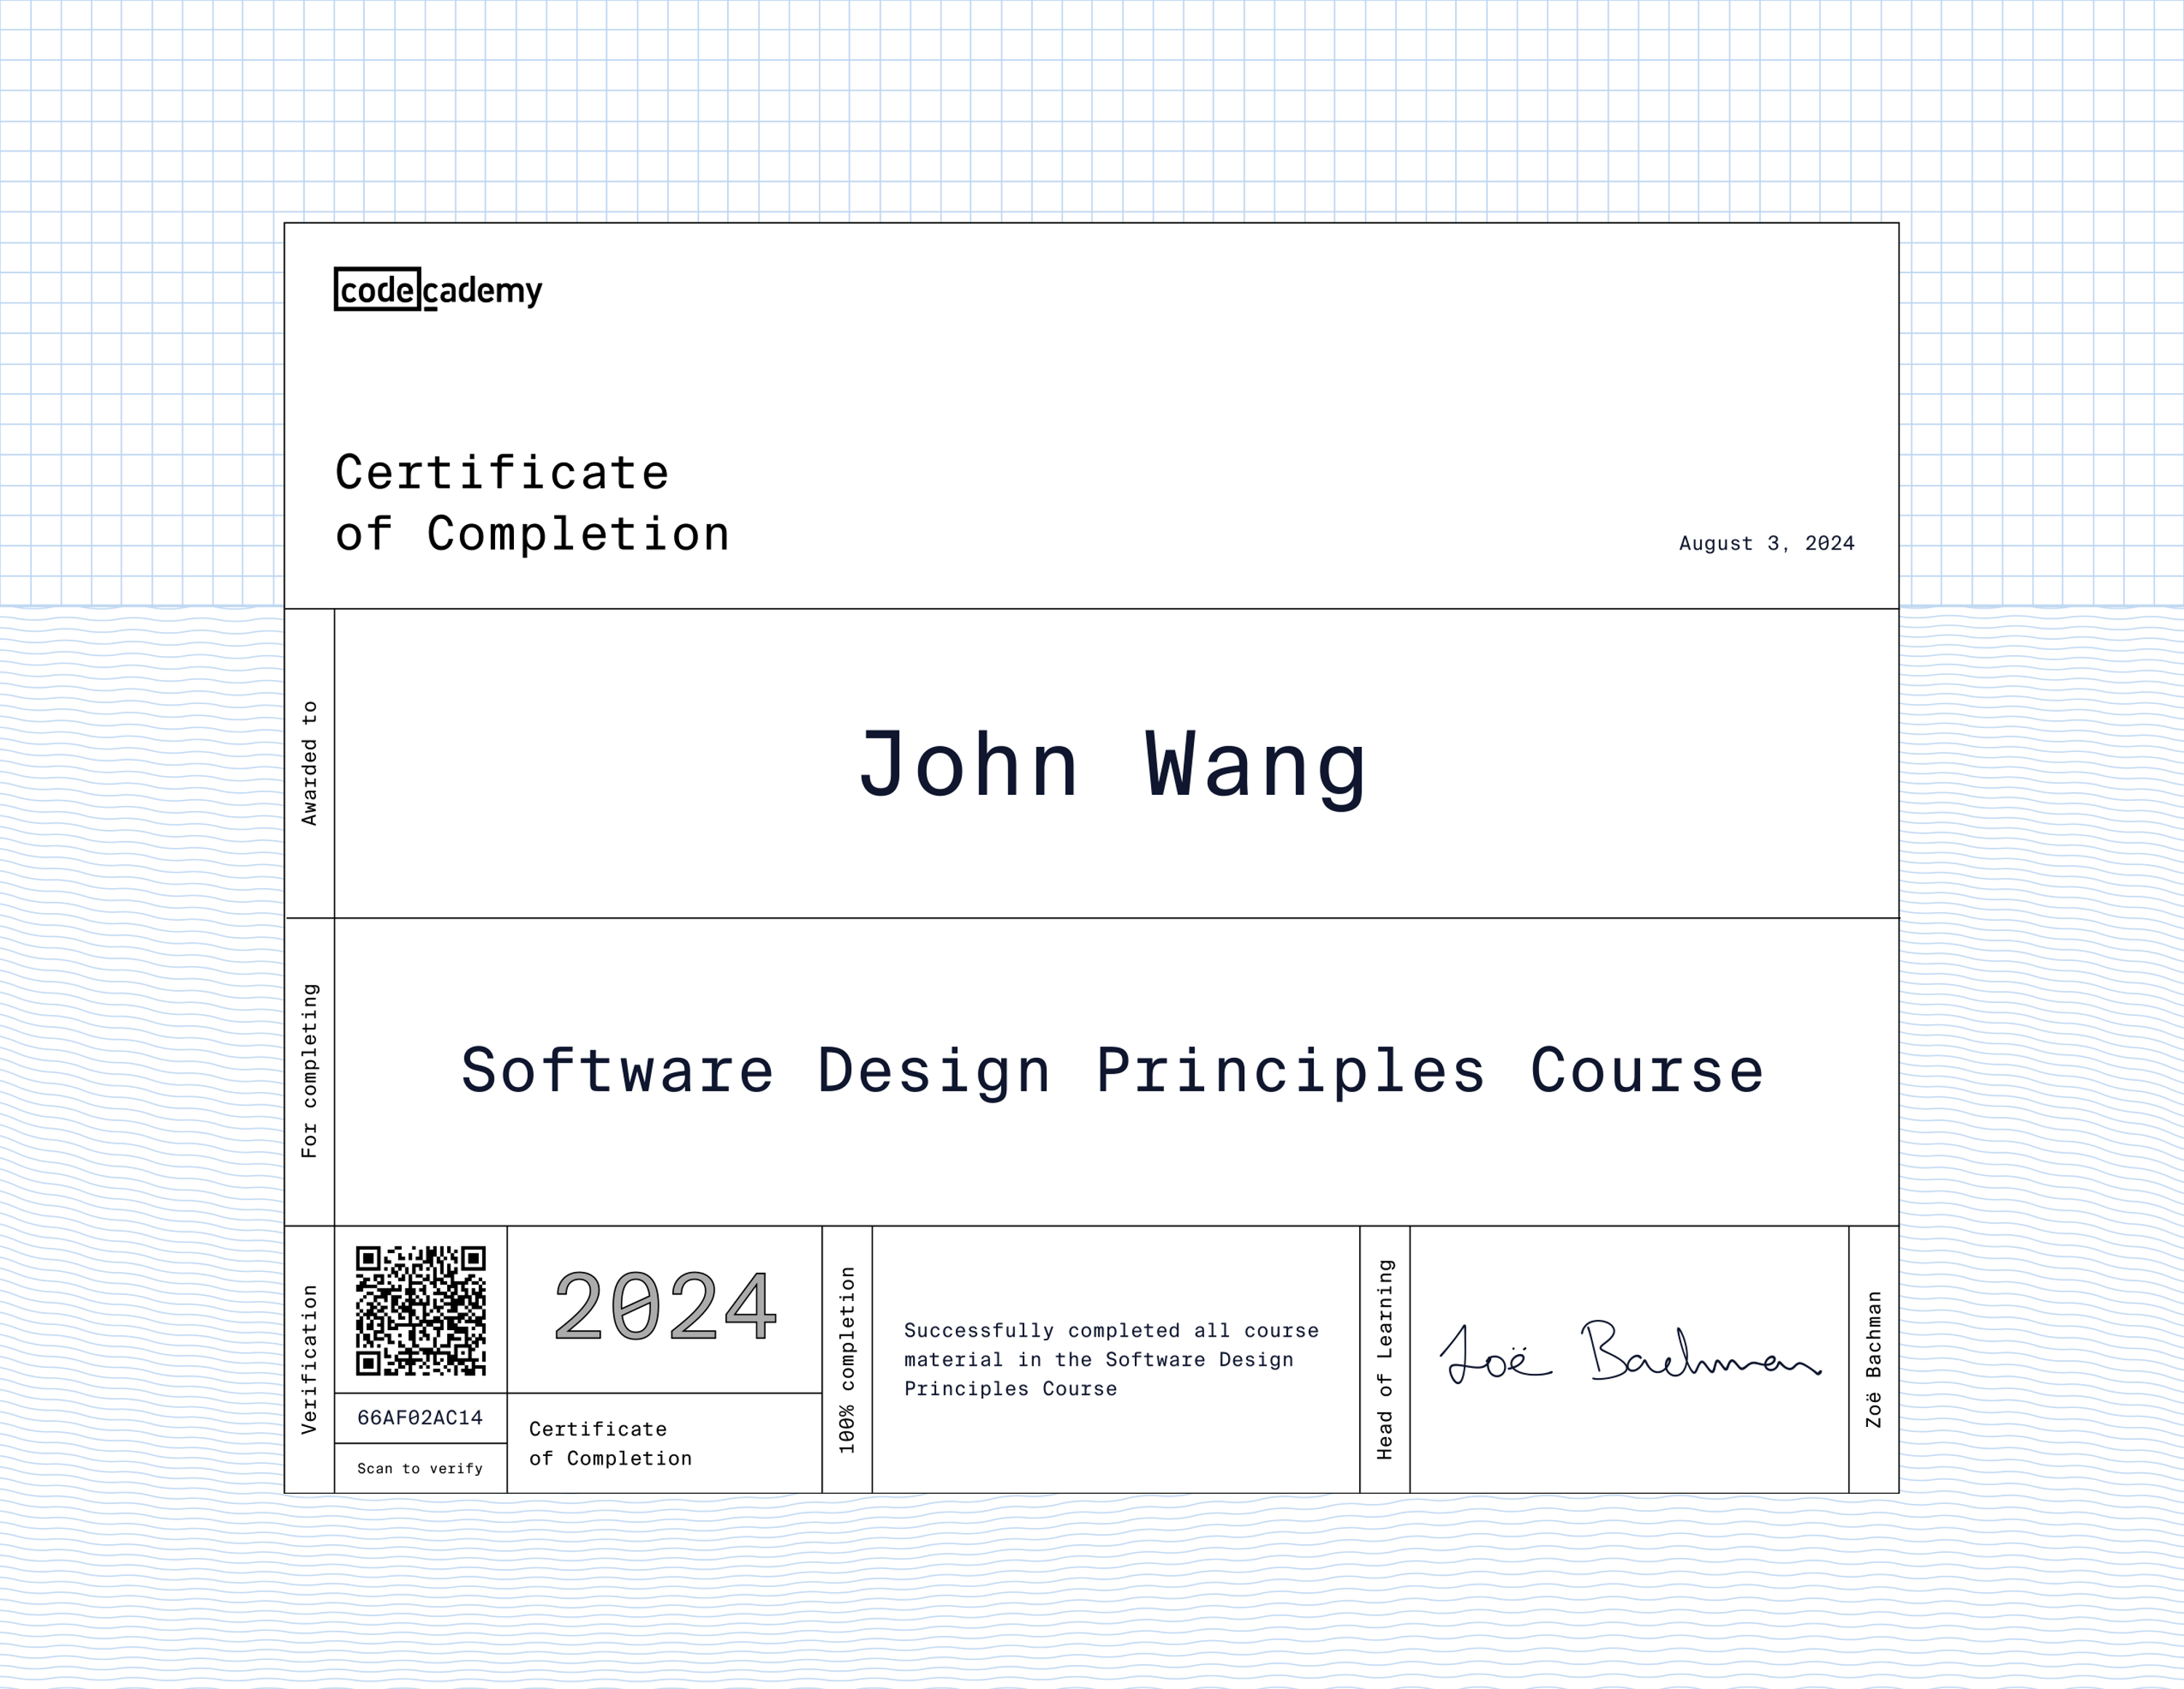 codecademy
Certificate
of Completion
August 3, 2024
Awarded to
John Wang
For completing
Software Design Principles Course
Verification
66AF02AC14
Scan to verify
2024
Certificate
of Completion
100% completion
Successfully completed all course
material in the Software Design
Principles Course
Head of Learning
Zoë Bachman
Zoë Bachman